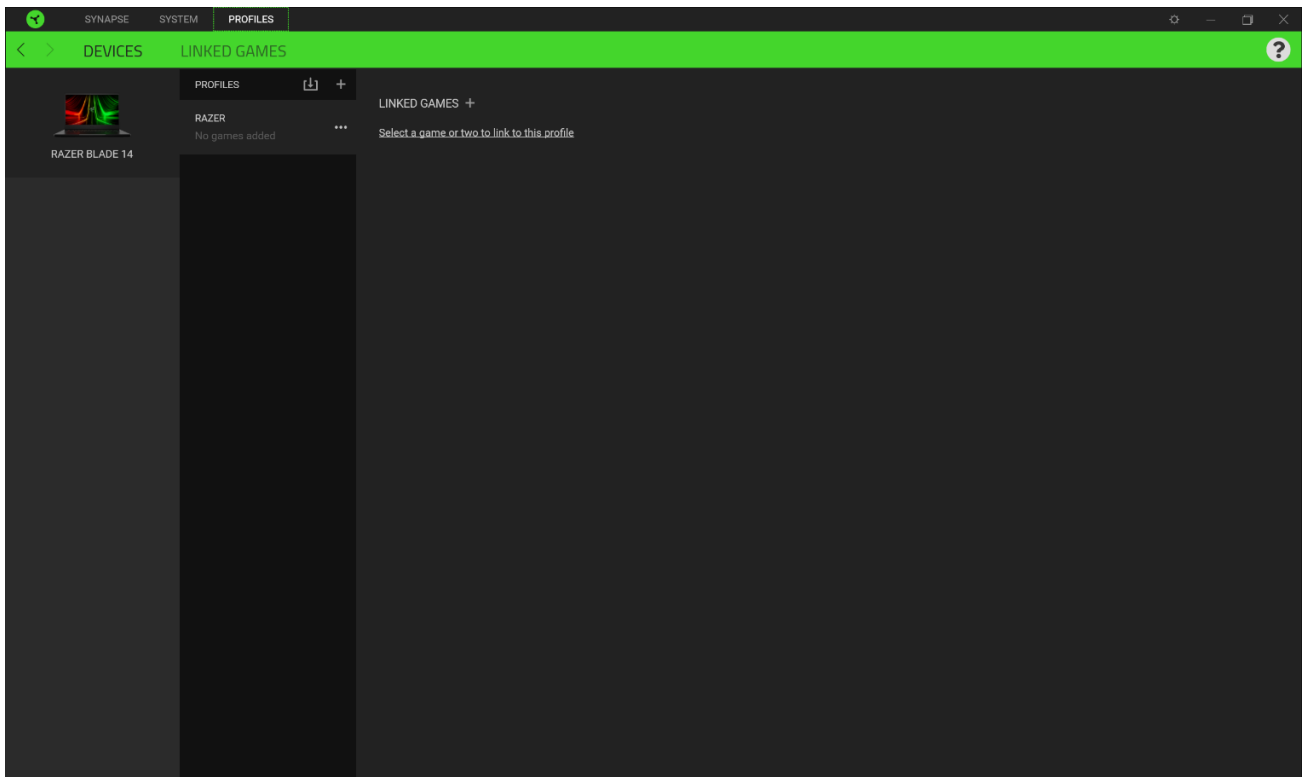 SYNAPSE SYSTEM PROFILES
DEVICES LINKED GAMES
?
RAZER BLADE 14
PROFILES
RAZER
No games added
LINKED GAMES +
Select a game or two to link to this profile